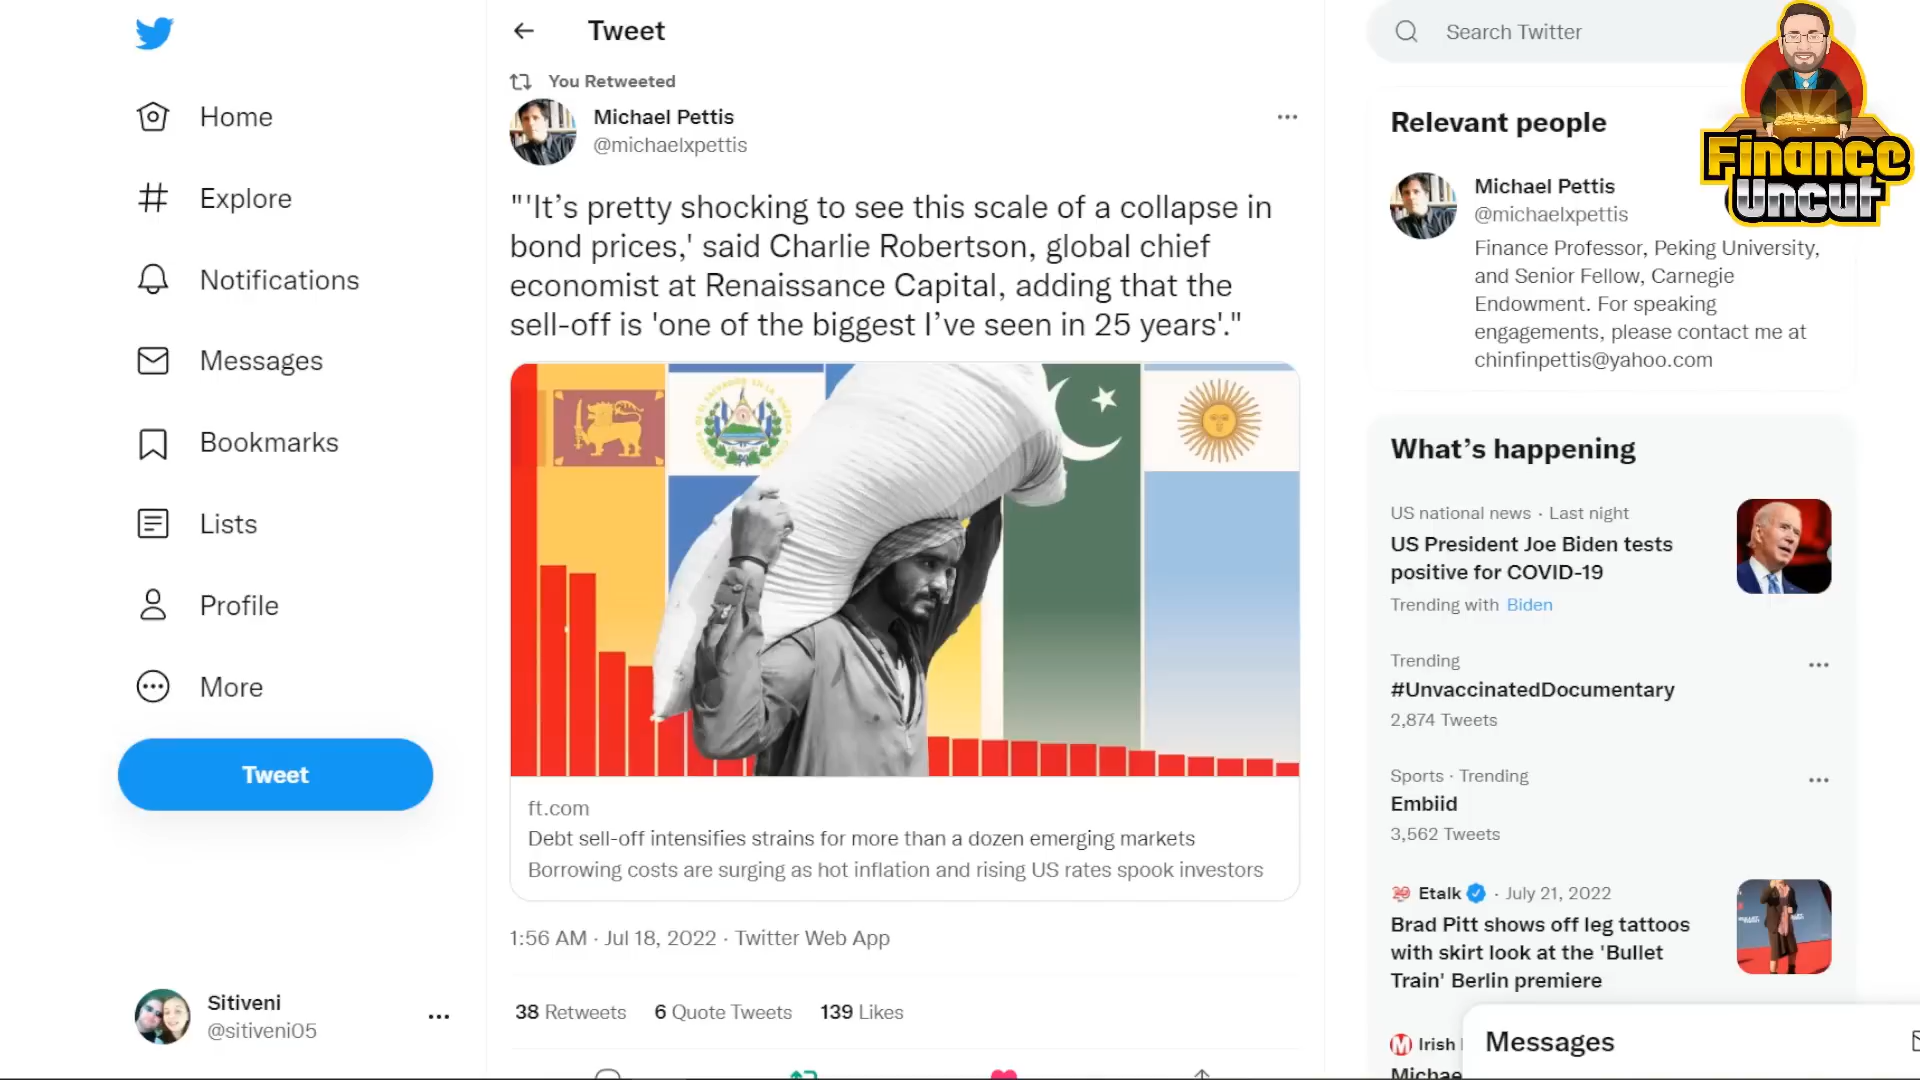 Home
Explore
Notifications
Messages
Bookmarks
Lists
Profile
More
Tweet
Sitiveni
@sitiveni05
Tweet
You Retweeted
Michael Pettis
@michaelxpettis
"'It’s pretty shocking to see this scale of a collapse in
bond prices,' said Charlie Robertson, global chief
economist at Renaissance Capital, adding that the
sell-off is 'one of the biggest I’ve seen in 25 years'."
ft.com
Debt sell-off intensifies strains for more than a dozen emerging markets
Borrowing costs are surging as hot inflation and rising US rates spook investors
1:56 AM · Jul 18, 2022 · Twitter Web App
38 Retweets 6 Quote Tweets 139 Likes
Search Twitter
Finance
Uncut
Relevant people
Michael Pettis
@michaelxpettis
Finance Professor, Peking University,
and Senior Fellow, Carnegie
Endowment. For speaking
engagements, please contact me at
chinfinpettis@yahoo.com
What’s happening
US national news · Last night
US President Joe Biden tests
positive for COVID-19
Trending with Biden
Trending
#UnvaccinatedDocumentary
2,874 Tweets
Sports · Trending
Embiid
3,562 Tweets
Etalk · July 21, 2022
Brad Pitt shows off leg tattoos
with skirt look at the 'Bullet
Train' Berlin premiere
Irish
Michae
Messages